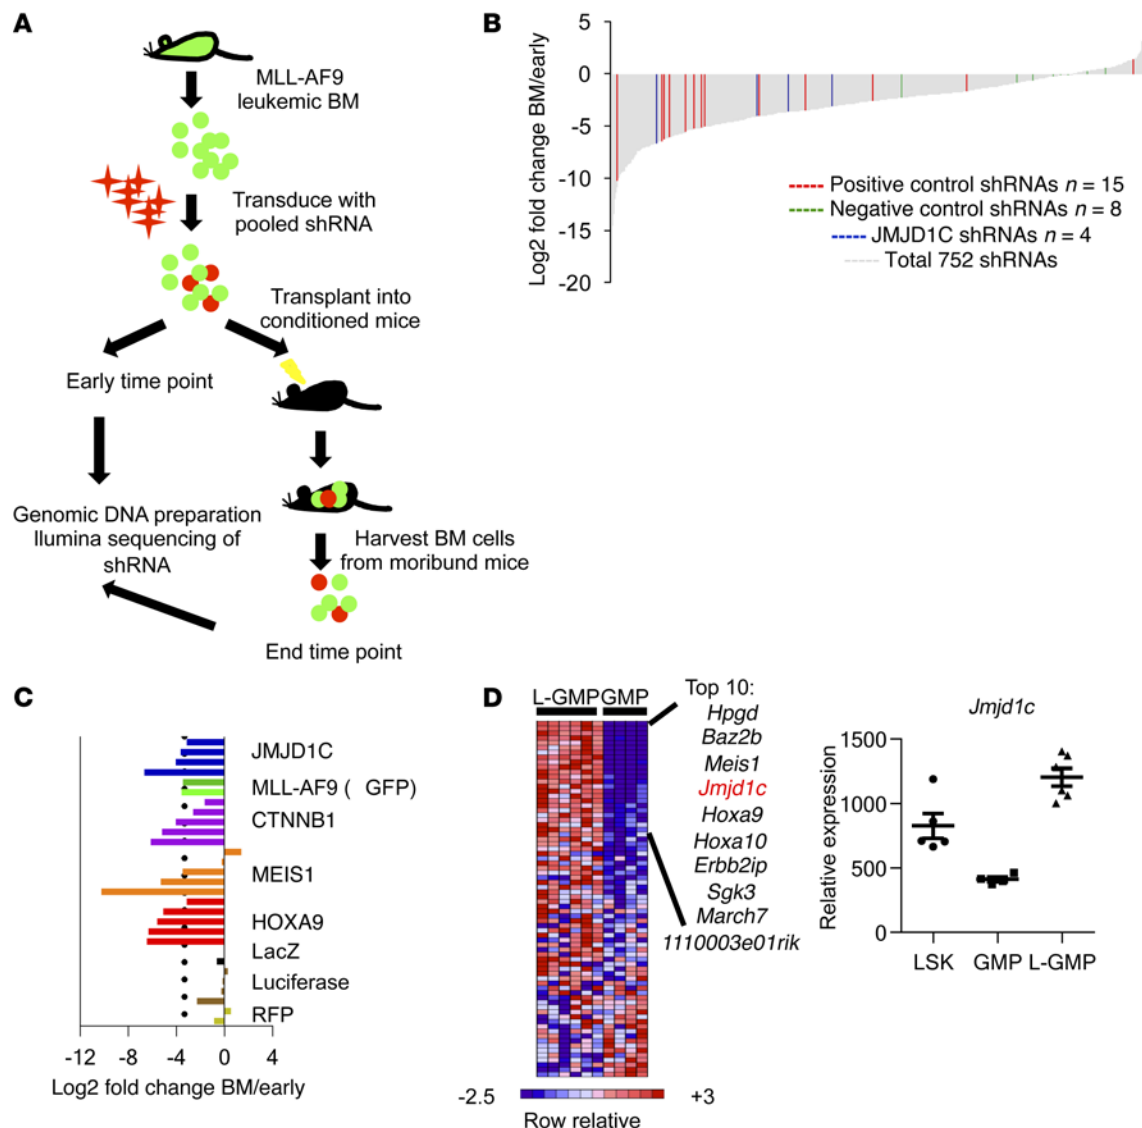 A
MLL-AF9
leukemic BM
Transduce with
pooled shRNA
Transplant into
conditioned mice
Early time point
Genomic DNA preparation
Ilumina sequencing of
shRNA
Harvest BM cells
from moribund mice
End time point
B
Log2 fold change BM/early
5
0
-5
-10
-15
-20
Positive control shRNAs n = 15
Negative control shRNAs n = 8
JMJD1C shRNAs n = 4
Total 752 shRNAs
C
JMJD1C
MLL-AF9 ( GFP)
CTNNB1
MEIS1
HOXA9
LacZ
Luciferase
RFP
-12 -8 -4 0 4
Log2 fold change BM/early
D
L-GMP GMP
Top 10:
Hpgd
Baz2b
Meis1
Jmjd1c
Hoxa9
Hoxa10
Erbb2ip
Sgk3
March7
1110003e01rik
-2.5 +3
Row relative
Jmjd1c
Relative expression
1500
1000
500
0
LSK GMP L-GMP